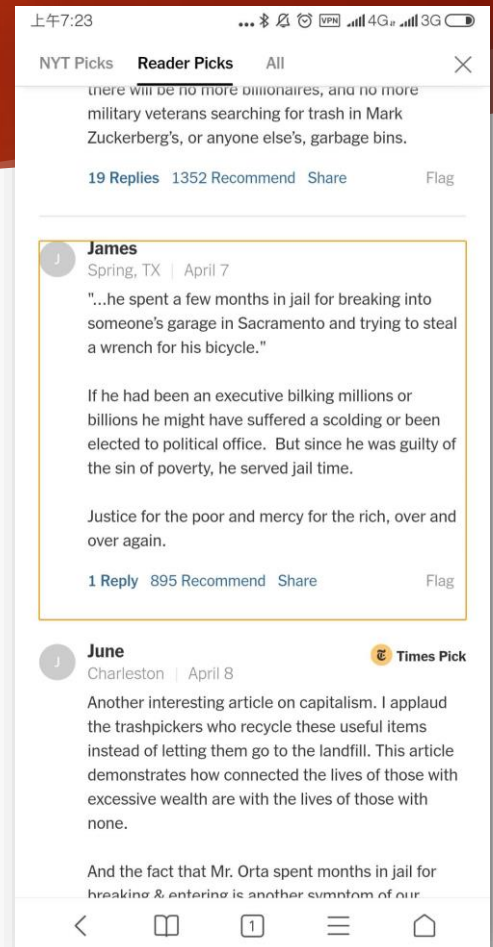 上午7:23 ... VPN 4G 3G
NYT Picks Reader Picks All
there will be no more billionaires, and no more
military veterans searching for trash in Mark
Zuckerberg's, or anyone else's, garbage bins.
19 Replies 1352 Recommend Share Flag
J James
Spring, TX | April 7
"...he spent a few months in jail for breaking into
someone's garage in Sacramento and trying to steal
a wrench for his bicycle."
If he had been an executive bilking millions or
billions he might have suffered a scolding or been
elected to political office. But since he was guilty of
the sin of poverty, he served jail time.
Justice for the poor and mercy for the rich, over and
over again.
1 Reply 895 Recommend Share Flag
J June Times Pick
Charleston | April 8
Another interesting article on capitalism. I applaud
the trashpickers who recycle these useful items
instead of letting them go to the landfill. This article
demonstrates how connected the lives of those with
excessive wealth are with the lives of those with
none.
And the fact that Mr. Orta spent months in jail for
breaking & entering is another symptom of our
1